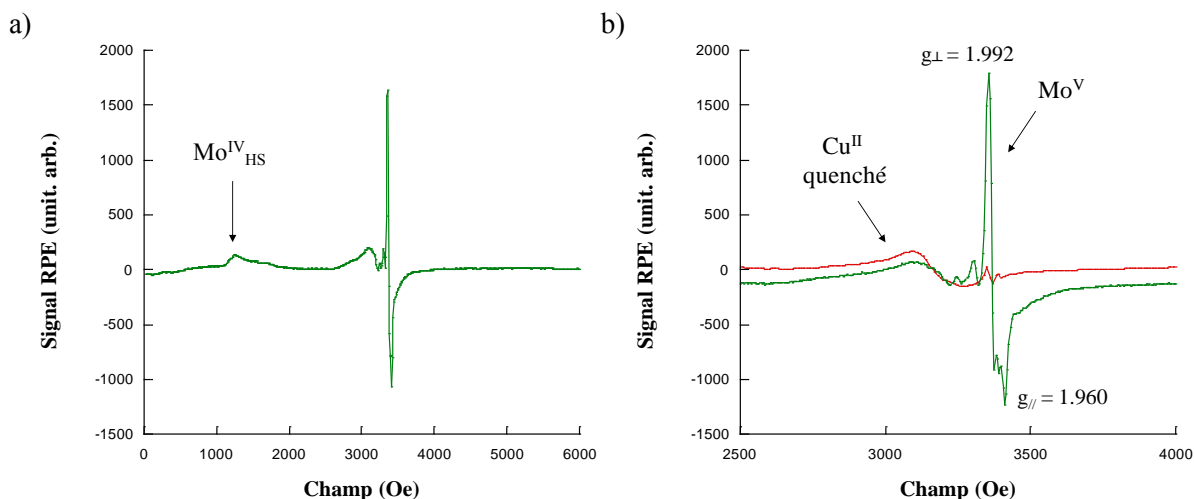 a)
Signal RPE (unit. arb.)
2000
1500
1000
500
0
-500
-1000
-1500
Mo^IV_HS
0 1000 2000 3000 4000 5000 6000
Champ (Oe)
b)
Signal RPE (unit. arb.)
2000
1500
1000
500
0
-500
-1000
-1500
g⊥ = 1.992
Mo^V
Cu^II
quenché
g// = 1.960
2500 3000 3500 4000
Champ (Oe)